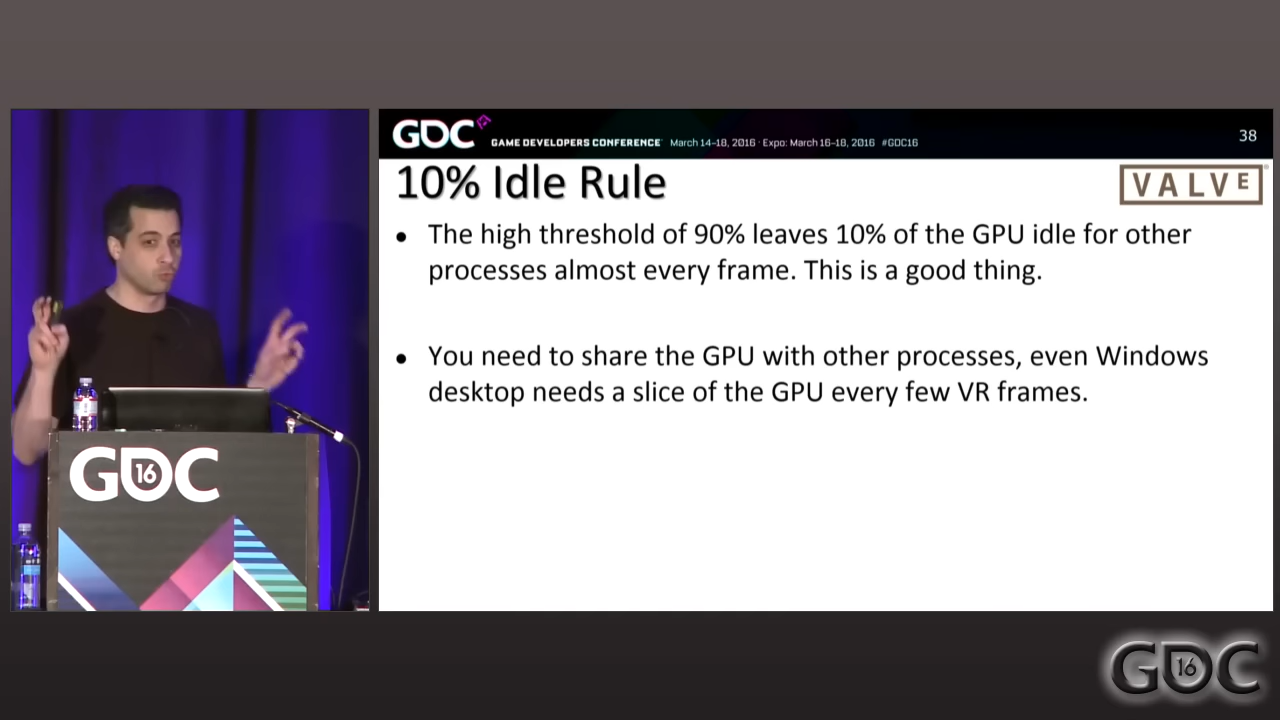 GDC
GAME DEVELOPERS CONFERENCE March 14-18, 2016 · Expo: March 16-18, 2016 #GDC16
38
10% Idle Rule
VALVE
• The high threshold of 90% leaves 10% of the GPU idle for other
processes almost every frame. This is a good thing.
• You need to share the GPU with other processes, even Windows
desktop needs a slice of the GPU every few VR frames.
GDC
16
GDC
16